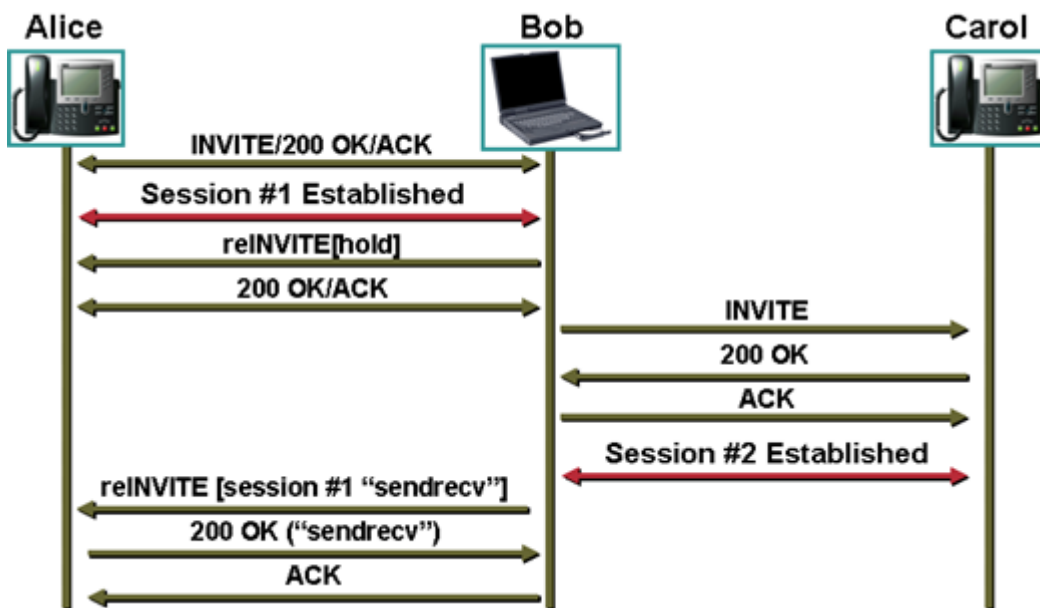 Alice
Bob
Carol
INVITE/200 OK/ACK
Session #1 Established
reINVITE[hold]
200 OK/ACK
INVITE
200 OK
ACK
Session #2 Established
reINVITE [session #1 “sendrecv”]
200 OK (“sendrecv”)
ACK